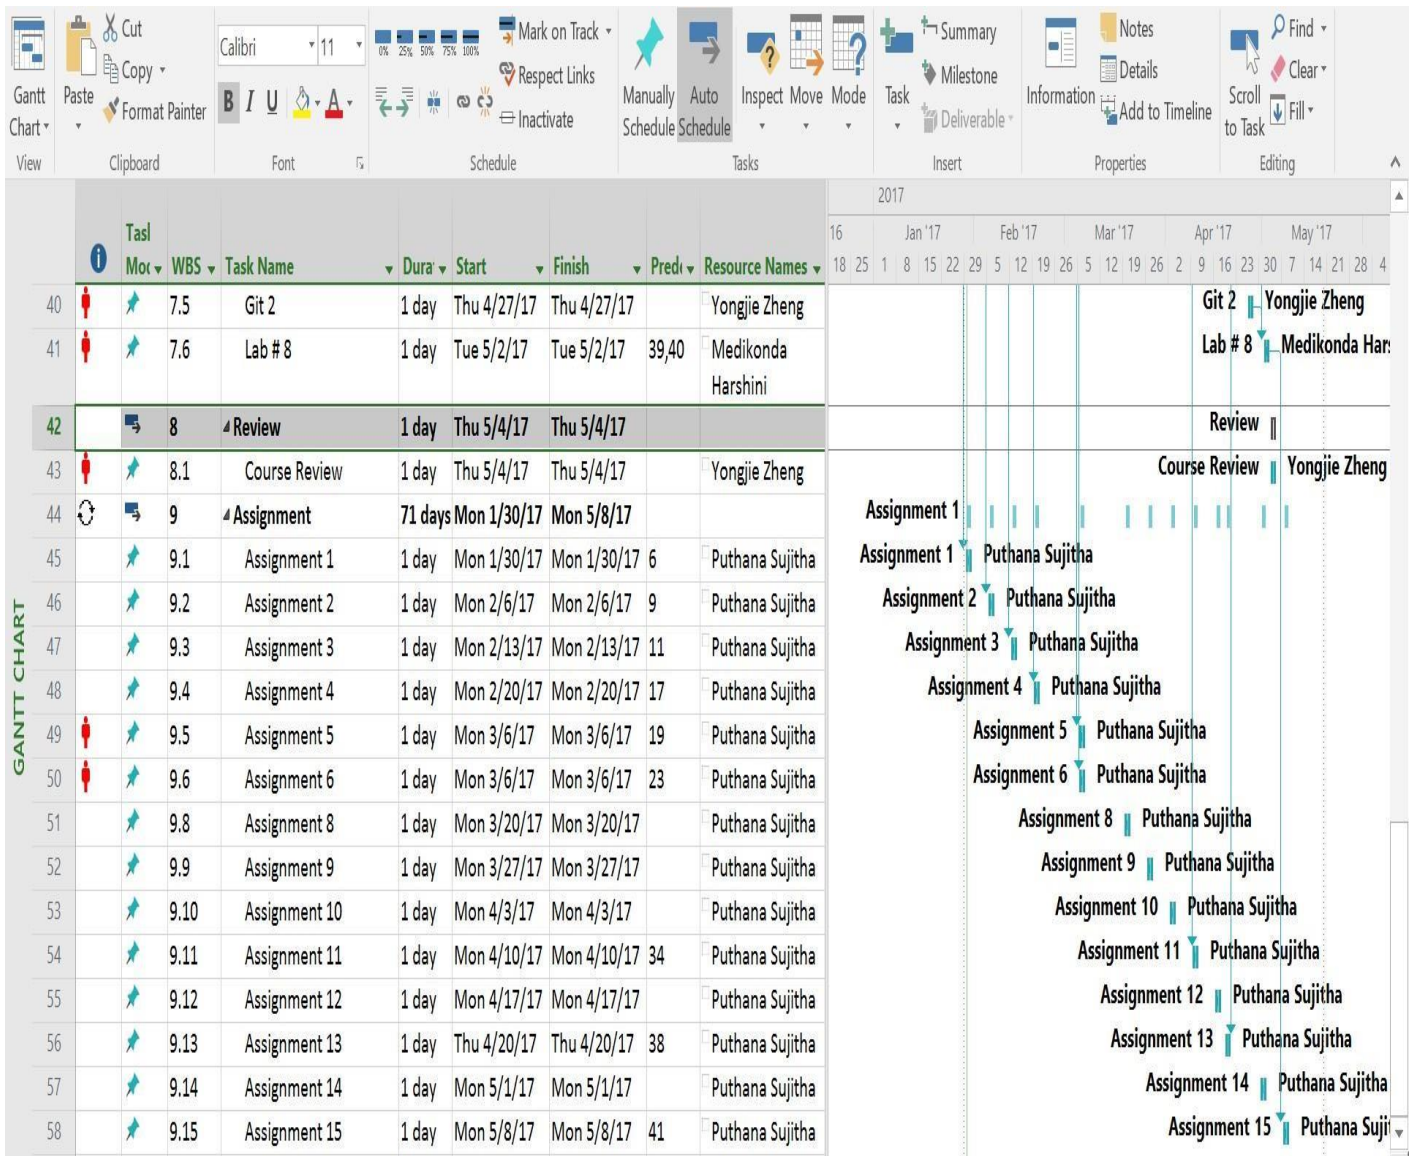 Cut
Copy
Format Painter
Paste
Gantt
Chart
View
Clipboard
Calibri
11
B I U A
Font
0% 25% 50% 75% 100%
Mark on Track
Respect Links
Inactivate
Schedule
Manually
Schedule
Auto
Schedule
Inspect Move Mode
Tasks
Task
Summary
Milestone
Deliverable
Insert
Information
Notes
Details
Add to Timeline
Properties
Scroll
to Task
Find
Clear
Fill
Editing
GANTT CHART
Tasl
Moc WBS Task Name Dura Start Finish Prede Resource Names
2017
16 Jan '17 Feb '17 Mar '17 Apr '17 May '17
18 25 1 8 15 22 29 5 12 19 26 5 12 19 26 2 9 16 23 30 7 14 21 28 4
40 7.5 Git 2 1 day Thu 4/27/17 Thu 4/27/17 Yongjie Zheng
41 7.6 Lab # 8 1 day Tue 5/2/17 Tue 5/2/17 39,40 Medikonda
Harshini
42 8 Review 1 day Thu 5/4/17 Thu 5/4/17
43 8.1 Course Review 1 day Thu 5/4/17 Thu 5/4/17 Yongjie Zheng
44 9 Assignment 71 days Mon 1/30/17 Mon 5/8/17
45 9.1 Assignment 1 1 day Mon 1/30/17 Mon 1/30/17 6 Puthana Sujitha
46 9.2 Assignment 2 1 day Mon 2/6/17 Mon 2/6/17 9 Puthana Sujitha
47 9.3 Assignment 3 1 day Mon 2/13/17 Mon 2/13/17 11 Puthana Sujitha
48 9.4 Assignment 4 1 day Mon 2/20/17 Mon 2/20/17 17 Puthana Sujitha
49 9.5 Assignment 5 1 day Mon 3/6/17 Mon 3/6/17 19 Puthana Sujitha
50 9.6 Assignment 6 1 day Mon 3/6/17 Mon 3/6/17 23 Puthana Sujitha
51 9.8 Assignment 8 1 day Mon 3/20/17 Mon 3/20/17 Puthana Sujitha
52 9.9 Assignment 9 1 day Mon 3/27/17 Mon 3/27/17 Puthana Sujitha
53 9.10 Assignment 10 1 day Mon 4/3/17 Mon 4/3/17 Puthana Sujitha
54 9.11 Assignment 11 1 day Mon 4/10/17 Mon 4/10/17 34 Puthana Sujitha
55 9.12 Assignment 12 1 day Mon 4/17/17 Mon 4/17/17 Puthana Sujitha
56 9.13 Assignment 13 1 day Thu 4/20/17 Thu 4/20/17 38 Puthana Sujitha
57 9.14 Assignment 14 1 day Mon 5/1/17 Mon 5/1/17 Puthana Sujitha
58 9.15 Assignment 15 1 day Mon 5/8/17 Mon 5/8/17 41 Puthana Sujitha
Git 2 Yongjie Zheng
Lab # 8 Medikonda Hars
Review
Course Review Yongjie Zheng
Assignment 1
Assignment 1 Puthana Sujitha
Assignment 2 Puthana Sujitha
Assignment 3 Puthana Sujitha
Assignment 4 Puthana Sujitha
Assignment 5 Puthana Sujitha
Assignment 6 Puthana Sujitha
Assignment 8 Puthana Sujitha
Assignment 9 Puthana Sujitha
Assignment 10 Puthana Sujitha
Assignment 11 Puthana Sujitha
Assignment 12 Puthana Sujitha
Assignment 13 Puthana Sujitha
Assignment 14 Puthana Sujitha
Assignment 15 Puthana Sujit